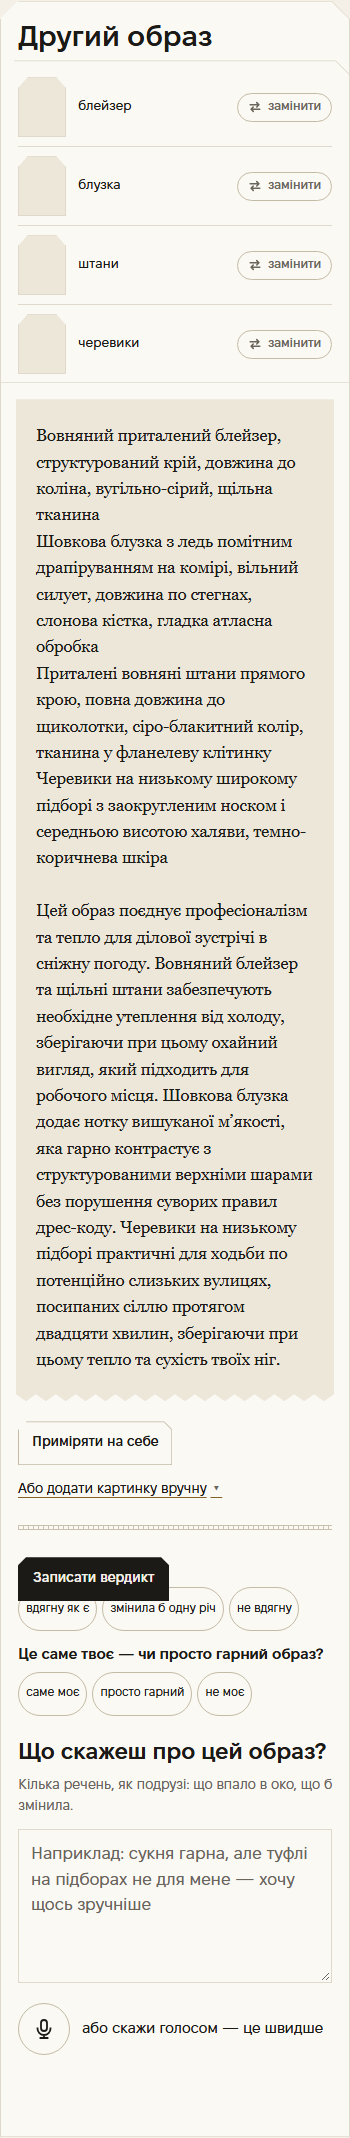 Другий образ
блейзер
замінити
блузка
замінити
штани
замінити
черевики
замінити
Вовняний приталений блейзер,
структурований крій, довжина до
коліна, вугільно-сірий, щільна
тканина
Шовкова блузка з ледь помітним
драпіруванням на комірі, вільний
силует, довжина по стегнах,
слонова кістка, гладка атласна
обробка
Приталені вовняні штани прямого
крою, повна довжина до
щиколотки, сіро-блакитний колір,
тканина у фланелеву клітинку
Черевики на низькому широкому
підборі з заокругленим носком і
середньою висотою халяви, темно-
коричнева шкіра
Цей образ поєднує професіоналізм
та тепло для ділової зустрічі в
сніжну погоду. Вовняний блейзер
та щільні штани забезпечують
необхідне утеплення від холоду,
зберігаючи при цьому охайний
вигляд, який підходить для
робочого місця. Шовкова блузка
додає нотку вишуканої м’якості,
яка гарно контрастує з
структурованими верхніми шарами
без порушення суворих правил
дрес-коду. Черевики на низькому
підборі практичні для ходьби по
потенційно слизьких вулицях,
посипаних сіллю протягом
двадцяти хвилин, зберігаючи при
цьому тепло та сухість твоїх ніг.
Приміряти на себе
Або додати картинку вручну
Записати вердикт
вдягну як є
змінила б одну річ
не вдягну
Це саме твоє — чи просто гарний образ?
саме моє
просто гарний
не моє
Що скажеш про цей образ?
Кілька речень, як подрузі: що впало в око, що б
змінила.
Наприклад: сукня гарна, але туфлі
на підборах не для мене — хочу
щось зручніше
або скажи голосом — це швидше